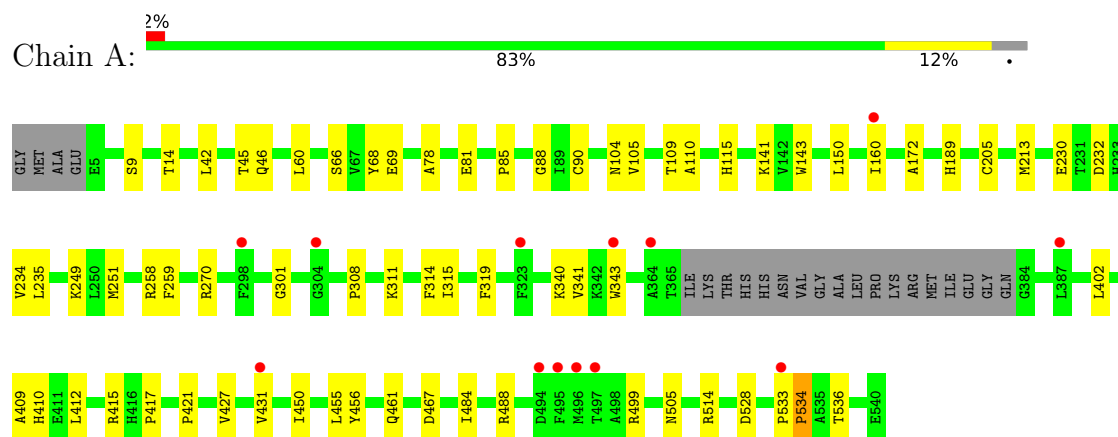 2%
Chain A:
83% 12% •
GLY MET ALA GLU E5 S9 T14 L42 T45 Q46 L60 S66 V67 Y68 E69 A78 E81 P85 G88 I89 C90 N104 V105 T109 A110 H115 K141 V142 W143 L150 I160 A172 H189 C205 M213 E230 T231 D232 H233
V234 L235 K249 L250 M251 R258 F259 R270 F298 G301 G304 P308 K311 F314 I315 F319 F323 K340 V341 K342 W343 A364 T365 ILE LYS THR HIS HIS ASN VAL GLY ALA LEU PRO LYS ARG MET ILE GLU GLY GLN G384 L387 L402
A409 H410 E411 L412 R415 H416 P417 P421 V427 V431 I450 L455 Y456 Q461 D467 I484 R488 D494 F495 M496 T497 A498 R499 N505 R514 D528 P533 P534 A535 T536 E540